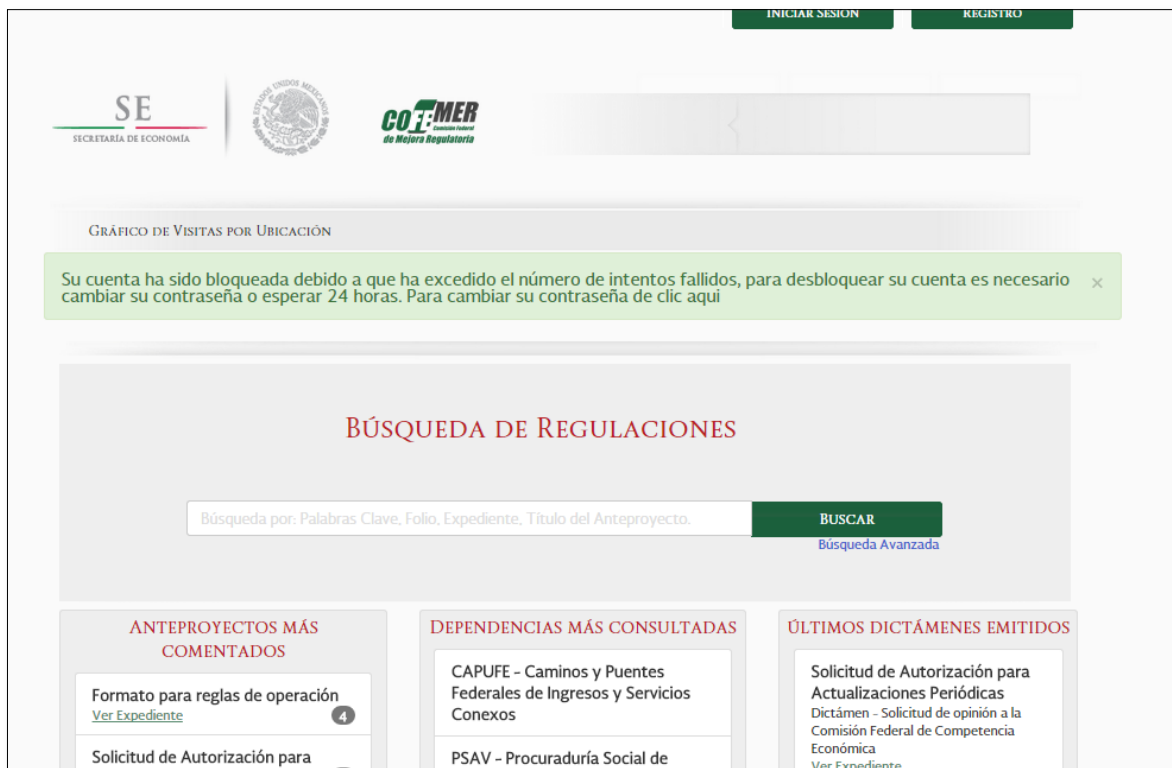 INICIAR SESIÓN
REGISTRO
SE
SECRETARÍA DE ECONOMÍA
ESTADOS UNIDOS MEXICANOS
COFEMER
Comisión Federal
de Mejora Regulatoria
GRÁFICO DE VISITAS POR UBICACIÓN
Su cuenta ha sido bloqueada debido a que ha excedido el número de intentos fallidos, para desbloquear su cuenta es necesario ×
cambiar su contraseña o esperar 24 horas. Para cambiar su contraseña de clic aqui
BÚSQUEDA DE REGULACIONES
Búsqueda por: Palabras Clave, Folio, Expediente, Título del Anteproyecto.
BUSCAR
Búsqueda Avanzada
ANTEPROYECTOS MÁS
COMENTADOS
Formato para reglas de operación
Ver Expediente 4
Solicitud de Autorización para
DEPENDENCIAS MÁS CONSULTADAS
CAPUFE - Caminos y Puentes
Federales de Ingresos y Servicios
Conexos
PSAV - Procuraduría Social de
ÚLTIMOS DICTÁMENES EMITIDOS
Solicitud de Autorización para
Actualizaciones Periódicas
Dictámen - Solicitud de opinión a la
Comisión Federal de Competencia
Económica
Ver Expediente